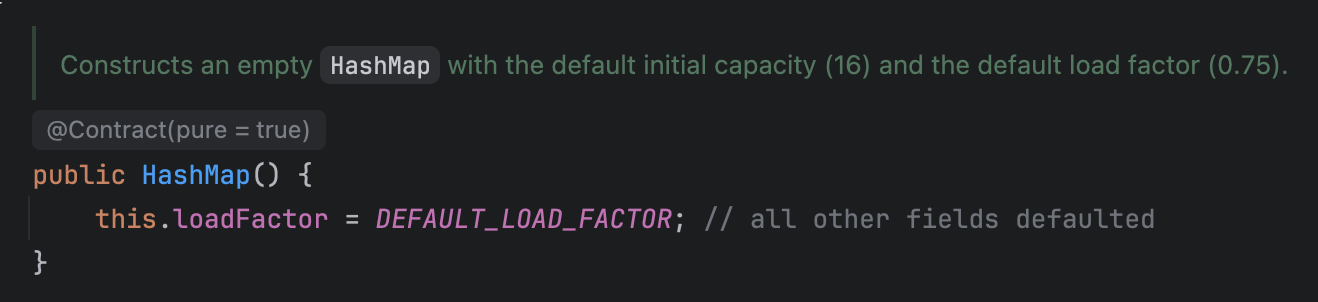 Constructs an empty HashMap with the default initial capacity (16) and the default load factor (0.75).
@Contract(pure = true)
public HashMap() {
    this.loadFactor = DEFAULT_LOAD_FACTOR; // all other fields defaulted
}